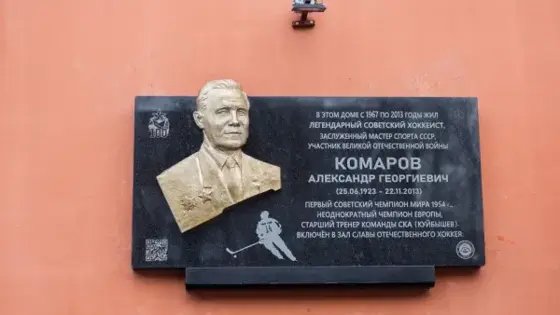 В ЭТОМ ДОМЕ С 1967 ПО 2013 ГОДЫ ЖИЛ
ЛЕГЕНДАРНЫЙ СОВЕТСКИЙ ХОККЕИСТ,
ЗАСЛУЖЕННЫЙ МАСТЕР СПОРТА СССР,
УЧАСТНИК ВЕЛИКОЙ ОТЕЧЕСТВЕННОЙ ВОЙНЫ
КОМАРОВ
АЛЕКСАНДР ГЕОРГИЕВИЧ
(25.06.1923 – 22.11.2013)
ПЕРВЫЙ СОВЕТСКИЙ ЧЕМПИОН МИРА 1954 г.,
НЕОДНОКРАТНЫЙ ЧЕМПИОН ЕВРОПЫ,
СТАРШИЙ ТРЕНЕР КОМАНДЫ СКА (КУЙБЫШЕВ)
ВКЛЮЧЁН В ЗАЛ СЛАВЫ ОТЕЧЕСТВЕННОГО ХОККЕЯ.